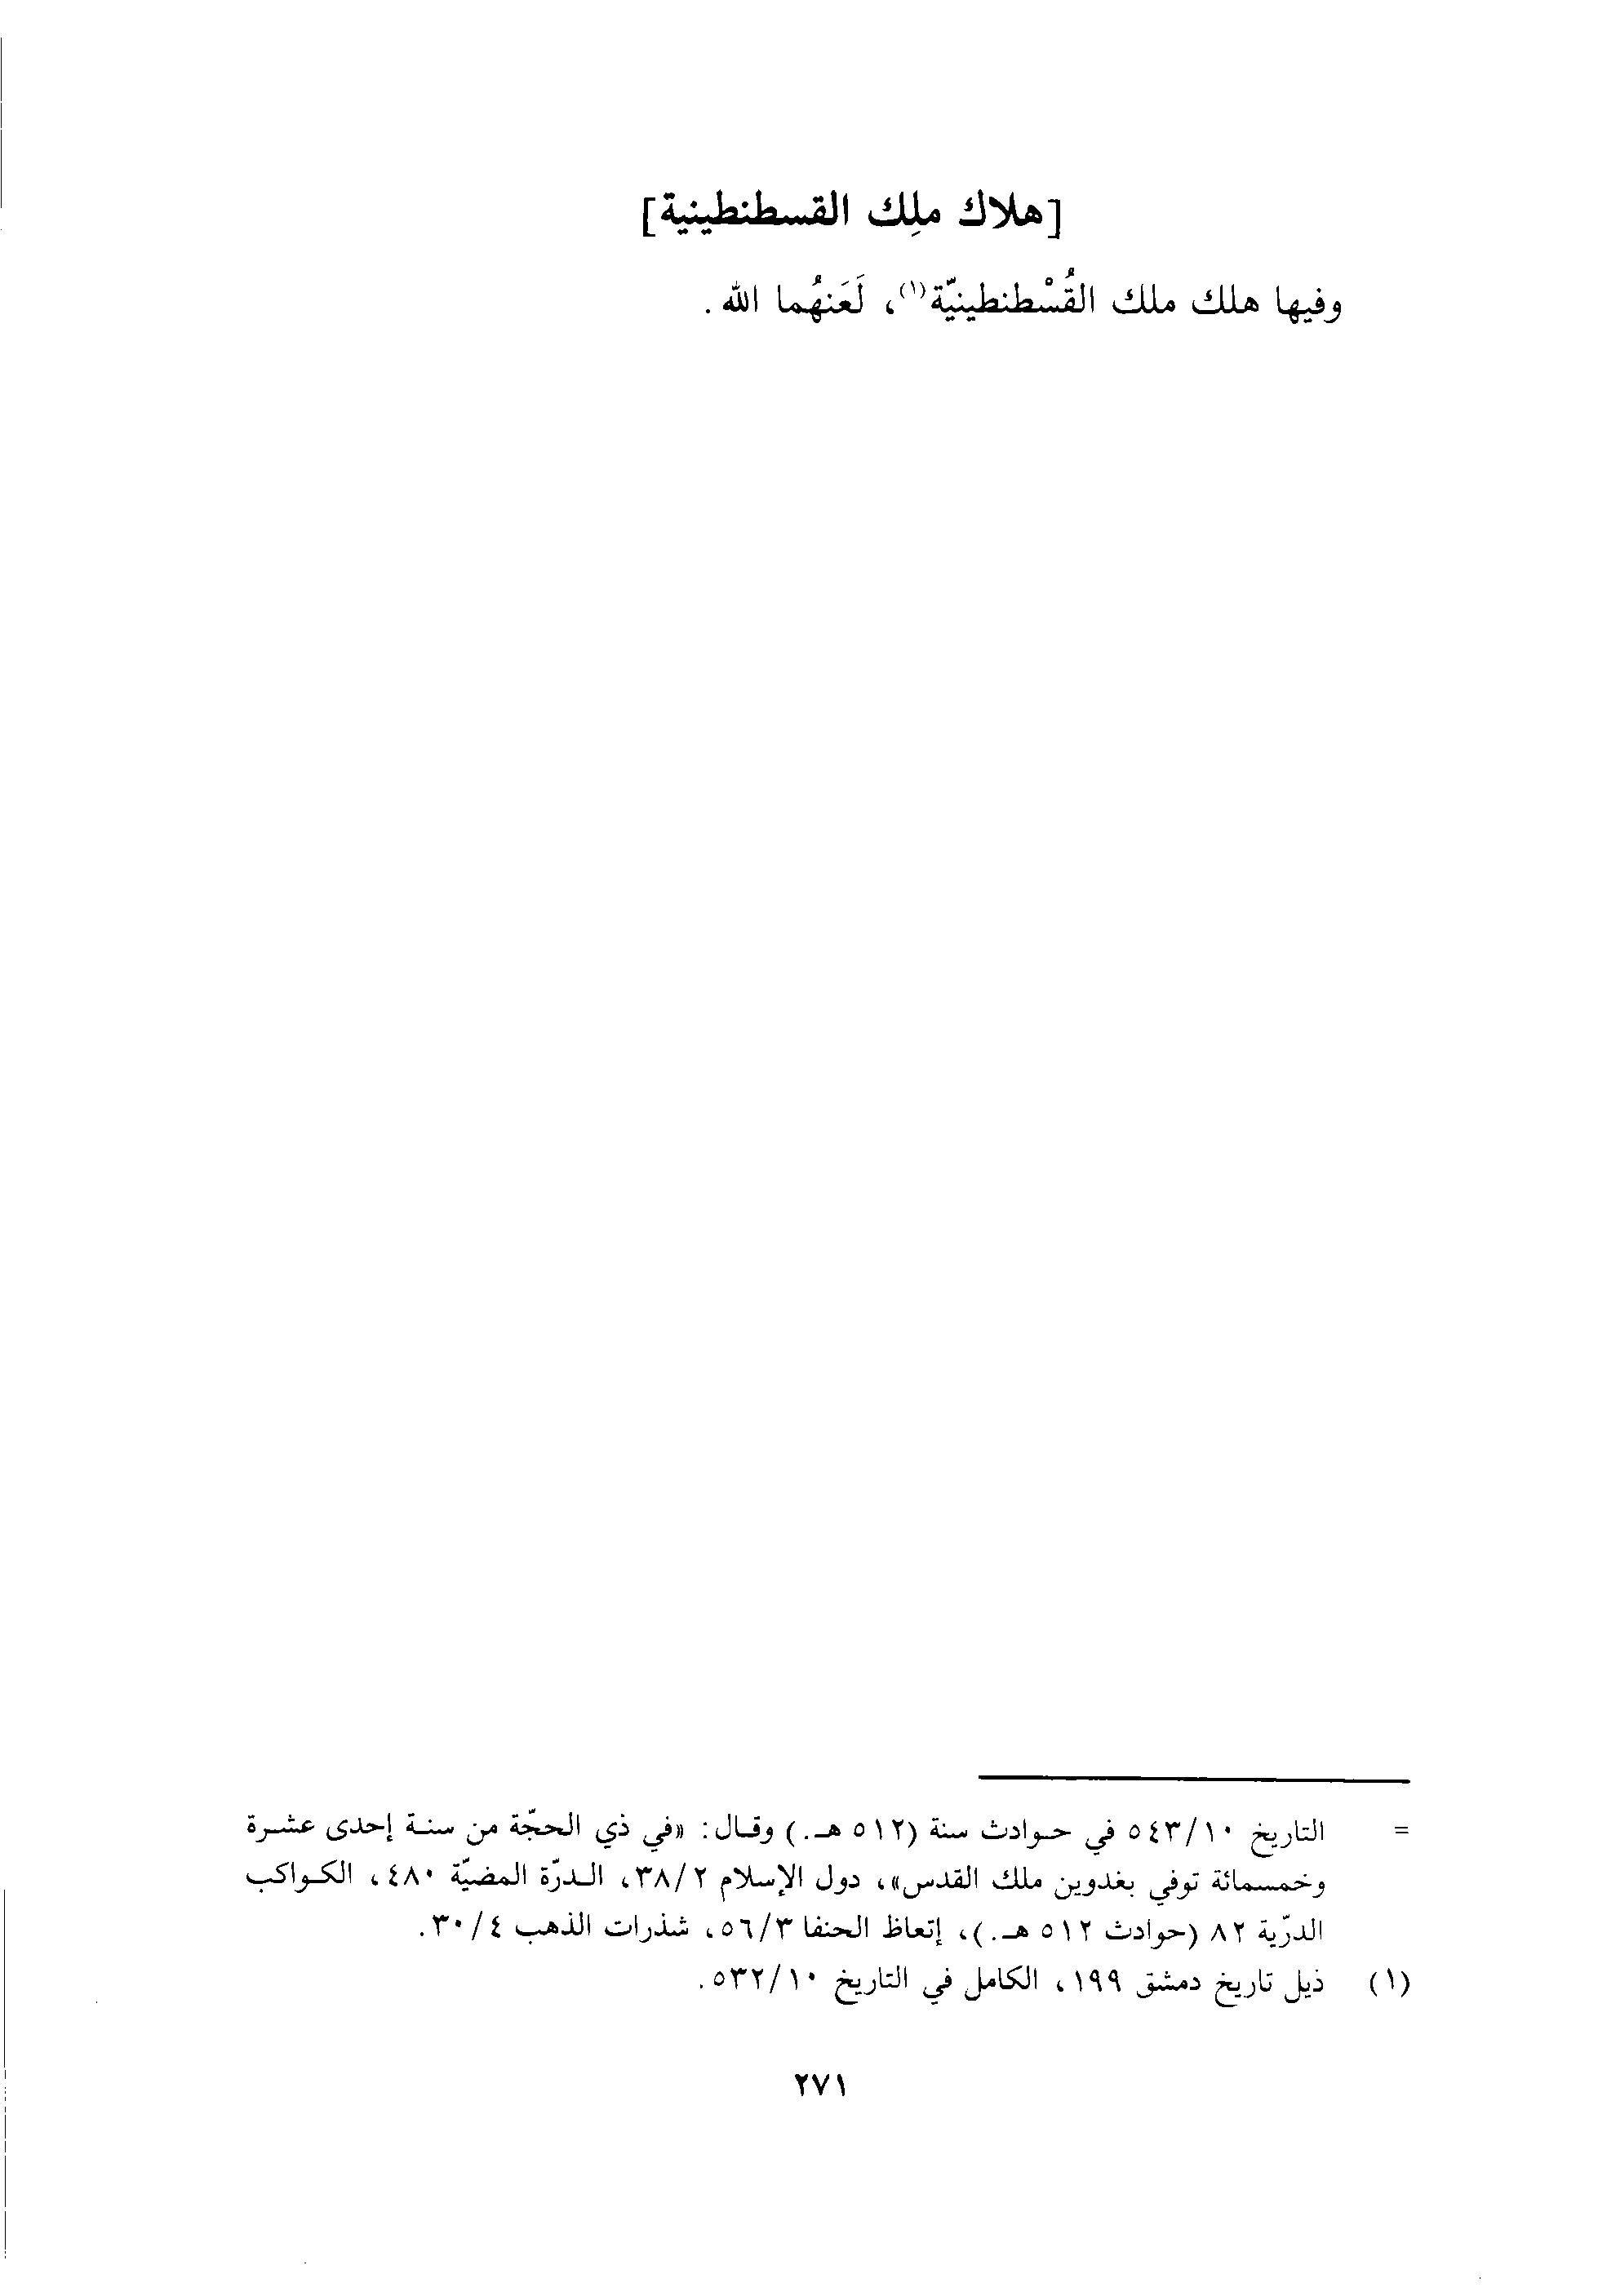 [هلاك ملِك القسطنطينية]
وفيها هلك ملك القُسْطنطينيّة(١)، لَعَنهُما الله.
= التاريخ ٥٤٣/١٠ في حوادث سنة (٥١٢ هـ.) وقال: «في ذي الحجّة من سنة إحدى عشرة
وخمسمائة توفي بغدوين ملك القدس»، دول الإسلام ٣٨/٢، الدرّة المضيّة ٤٨٠، الكواكب
الدرّية ٨٢ (حوادث ٥١٢ هـ.)، إتعاظ الحنفا ٥٦/٣، شذرات الذهب ٣٠/٤.
(١) ذيل تاريخ دمشق ١٩٩، الكامل في التاريخ ٥٣٢/١٠.
٢٧١